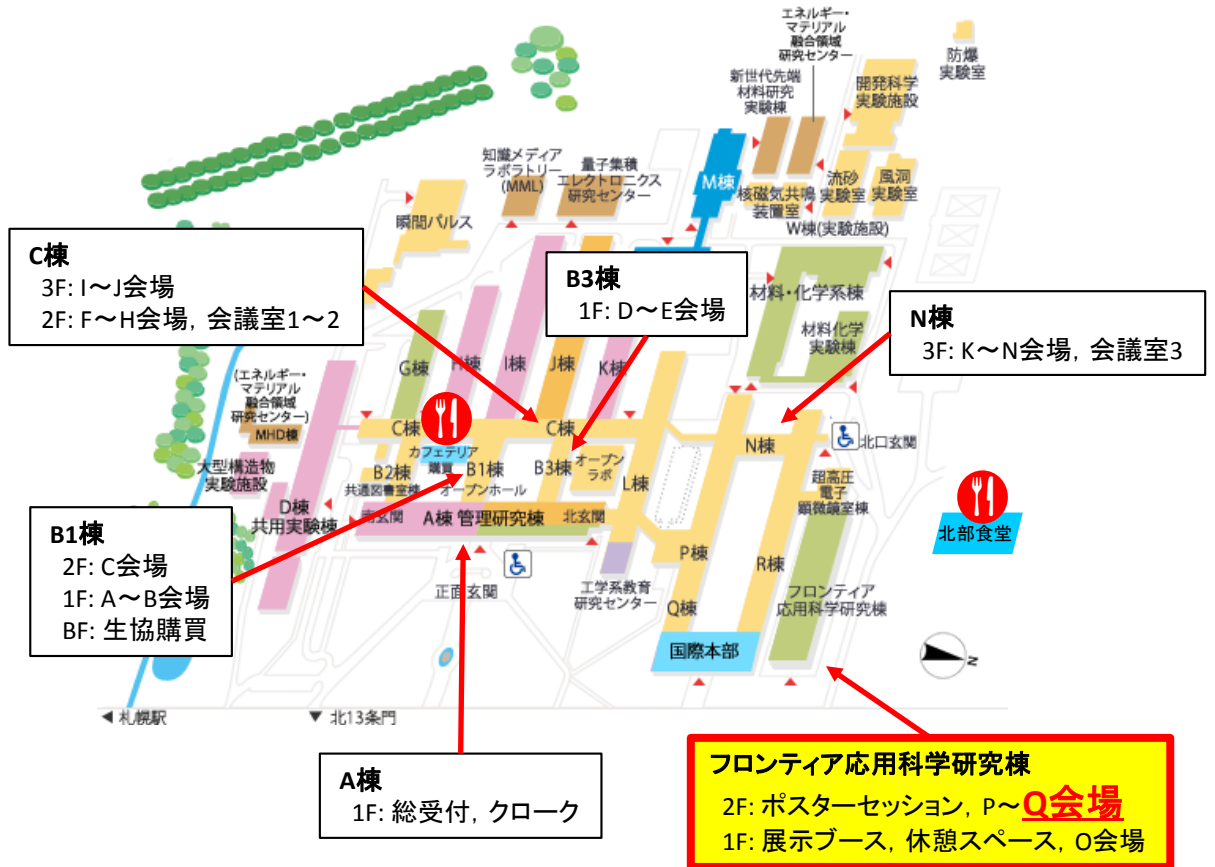 エネルギー・
マテリアル
融合領域
研究センター
防爆
実験室
新世代先端
材料研究
実験棟
開発科学
実験施設
知識メディア
ラボラトリー
(MML)
量子集積
エレクトロニクス
研究センター
M棟
核磁気共鳴
装置室
流砂
実験室
風洞
実験室
W棟(実験施設)
瞬間パルス
C棟
3F: I～J会場
2F: F～H会場，会議室1～2
B3棟
1F: D～E会場
材料・化学系棟
材料化学
実験棟
N棟
3F: K～N会場，会議室3
(エネルギー・
マテリアル
融合領域
研究センター)
MHD棟
G棟
H棟
I棟
J棟
K棟
C棟
C棟
N棟
北口玄関
カフェテリア
購買
大型構造物
実験施設
B2棟
共通図書室棟
B1棟
オープンホール
B3棟
オープン
ラボ
L棟
超高圧
電子
顕微鏡室棟
D棟
共用実験棟
南玄関
A棟 管理研究棟
北玄関
北部食堂
B1棟
2F: C会場
1F: A～B会場
BF: 生協購買
正面玄関
工学系教育
研究センター
P棟
Q棟
R棟
フロンティア
応用科学研究棟
国際本部
N
◀ 札幌駅
▼ 北13条門
A棟
1F: 総受付，クローク
フロンティア応用科学研究棟
2F: ポスターセッション，P～Q会場
1F: 展示ブース，休憩スペース，O会場